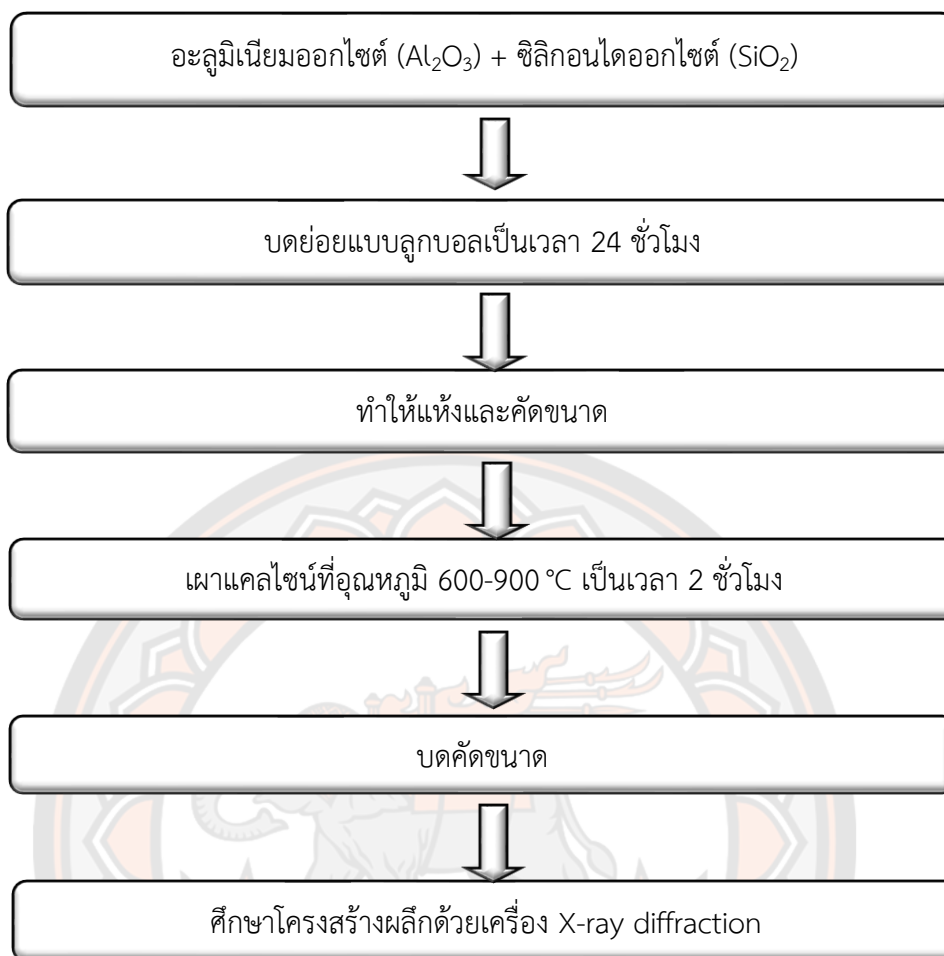 อะลูมิเนียมออกไซต์ (Al₂O₃) + ซิลิกอนไดออกไซต์ (SiO₂)
บดย่อยแบบลูกบอลเป็นเวลา 24 ชั่วโมง
ทำให้แห้งและคัดขนาด
เผาแคลไซน์ที่อุณหภูมิ 600-900 °C เป็นเวลา 2 ชั่วโมง
บดคัดขนาด
ศึกษาโครงสร้างผลึกด้วยเครื่อง X-ray diffraction